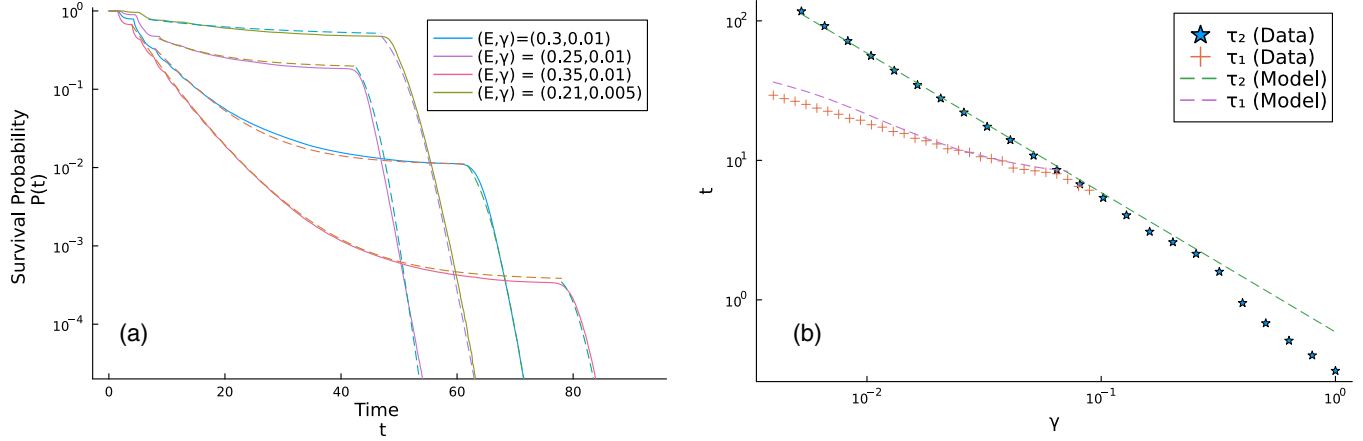 Survival Probability
P(t)
10⁰
10⁻¹
10⁻²
10⁻³
10⁻⁴
(E,γ)=(0.3,0.01)
(E,γ) = (0.25,0.01)
(E,γ) = (0.35,0.01)
(E,γ) = (0.21,0.005)
(a)
0
20
40
60
80
Time
t
t
10²
10¹
10⁰
τ₂ (Data)
τ₁ (Data)
τ₂ (Model)
τ₁ (Model)
(b)
10⁻²
10⁻¹
10⁰
γ